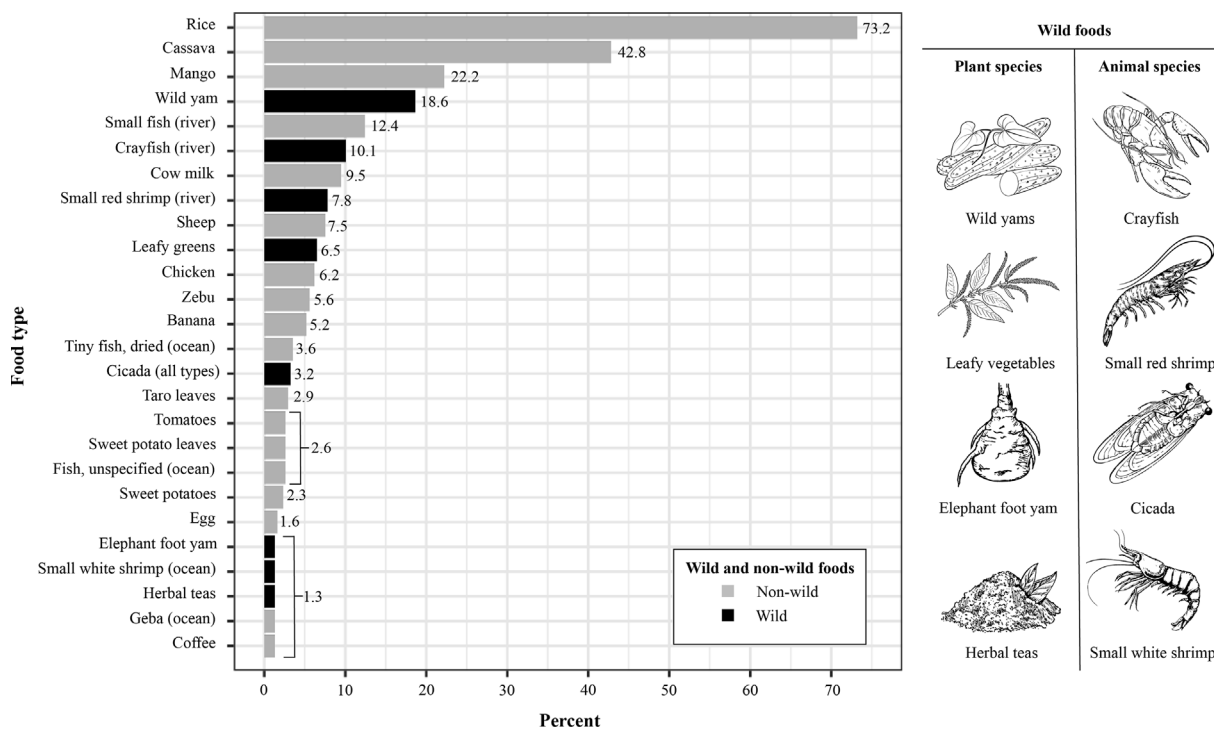 Rice
73.2
Cassava
42.8
Mango
22.2
Wild yam
18.6
Small fish (river)
12.4
Crayfish (river)
10.1
Cow milk
9.5
Small red shrimp (river)
7.8
Sheep
7.5
Leafy greens
6.5
Chicken
6.2
Zebu
5.6
Banana
5.2
Tiny fish, dried (ocean)
3.6
Cicada (all types)
3.2
Taro leaves
2.9
Tomatoes
Sweet potato leaves
2.6
Fish, unspecified (ocean)
Sweet potatoes
2.3
Egg
1.6
Elephant foot yam
Small white shrimp (ocean)
Herbal teas
1.3
Geba (ocean)
Coffee
Food type
0 10 20 30 40 50 60 70
Percent
Wild and non-wild foods
Non-wild
Wild
Wild foods
Plant species
Animal species
Wild yams
Crayfish
Leafy vegetables
Small red shrimp
Elephant foot yam
Cicada
Herbal teas
Small white shrimp